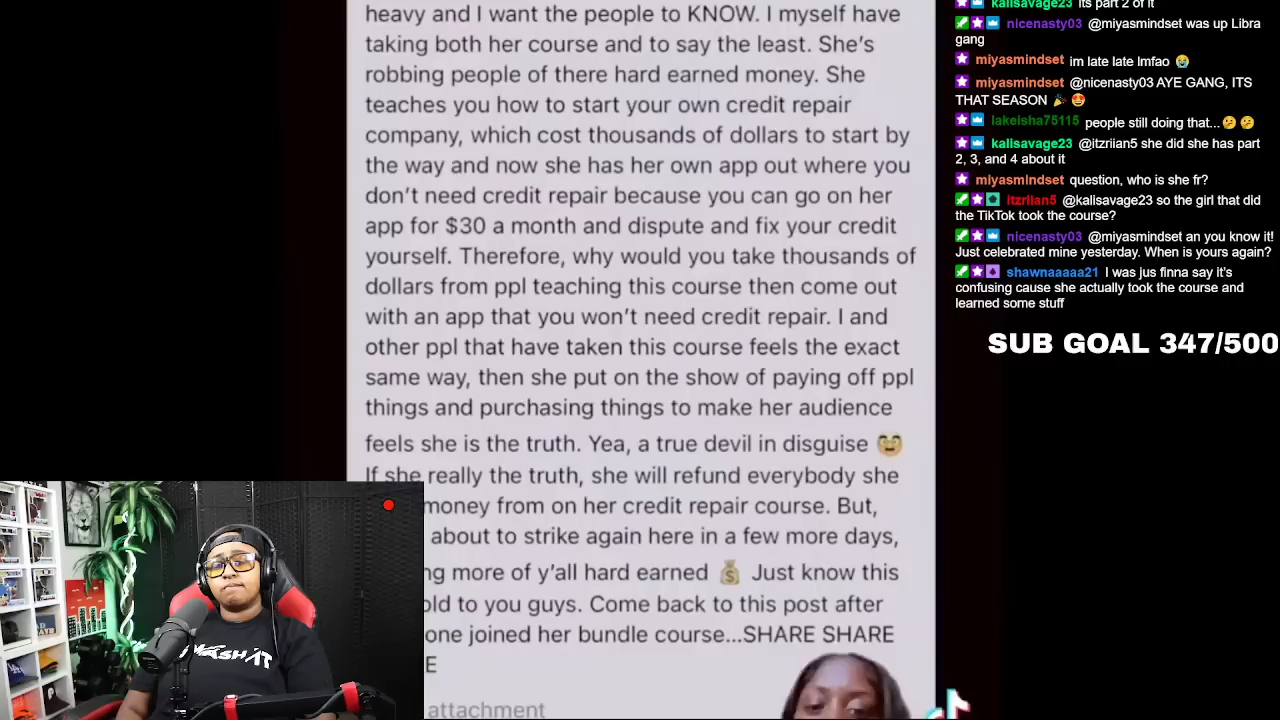 heavy and I want the people to KNOW. I myself have
taking both her course and to say the least. She's
robbing people of there hard earned money. She
teaches you how to start your own credit repair
company, which cost thousands of dollars to start by
the way and now she has her own app out where you
don't need credit repair because you can go on her
app for $30 a month and dispute and fix your credit
yourself. Therefore, why would you take thousands of
dollars from ppl teaching this course then come out
with an app that you won't need credit repair. I and
other ppl that have taken this course feels the exact
same way, then she put on the show of paying off ppl
things and purchasing things to make her audience
feels she is the truth. Yea, a true devil in disguise 🥸
If she really the truth, she will refund everybody she
money from on her credit repair course. But,
about to strike again here in a few more days,
ng more of y'all hard earned 💰 Just know this
old to you guys. Come back to this post after
one joined her bundle course...SHARE SHARE
E
attachment
kalisavage23 its part 2 of it
nicenasty03 @miyasmindset was up Libra
gang
miyasmindset im late late lmfao 😭
miyasmindset @nicenasty03 AYE GANG, ITS
THAT SEASON 🎉 🤩
lakeisha75115 people still doing that...🤔 🤔
kalisavage23 @itzriian5 she did she has part
2, 3, and 4 about it
miyasmindset question, who is she fr?
itzriian5 @kalisavage23 so the girl that did
the TikTok took the course?
nicenasty03 @miyasmindset an you know it!
Just celebrated mine yesterday. When is yours again?
shawnaaaaa21 I was jus finna say it's
confusing cause she actually took the course and
learned some stuff
SUB GOAL 347/500